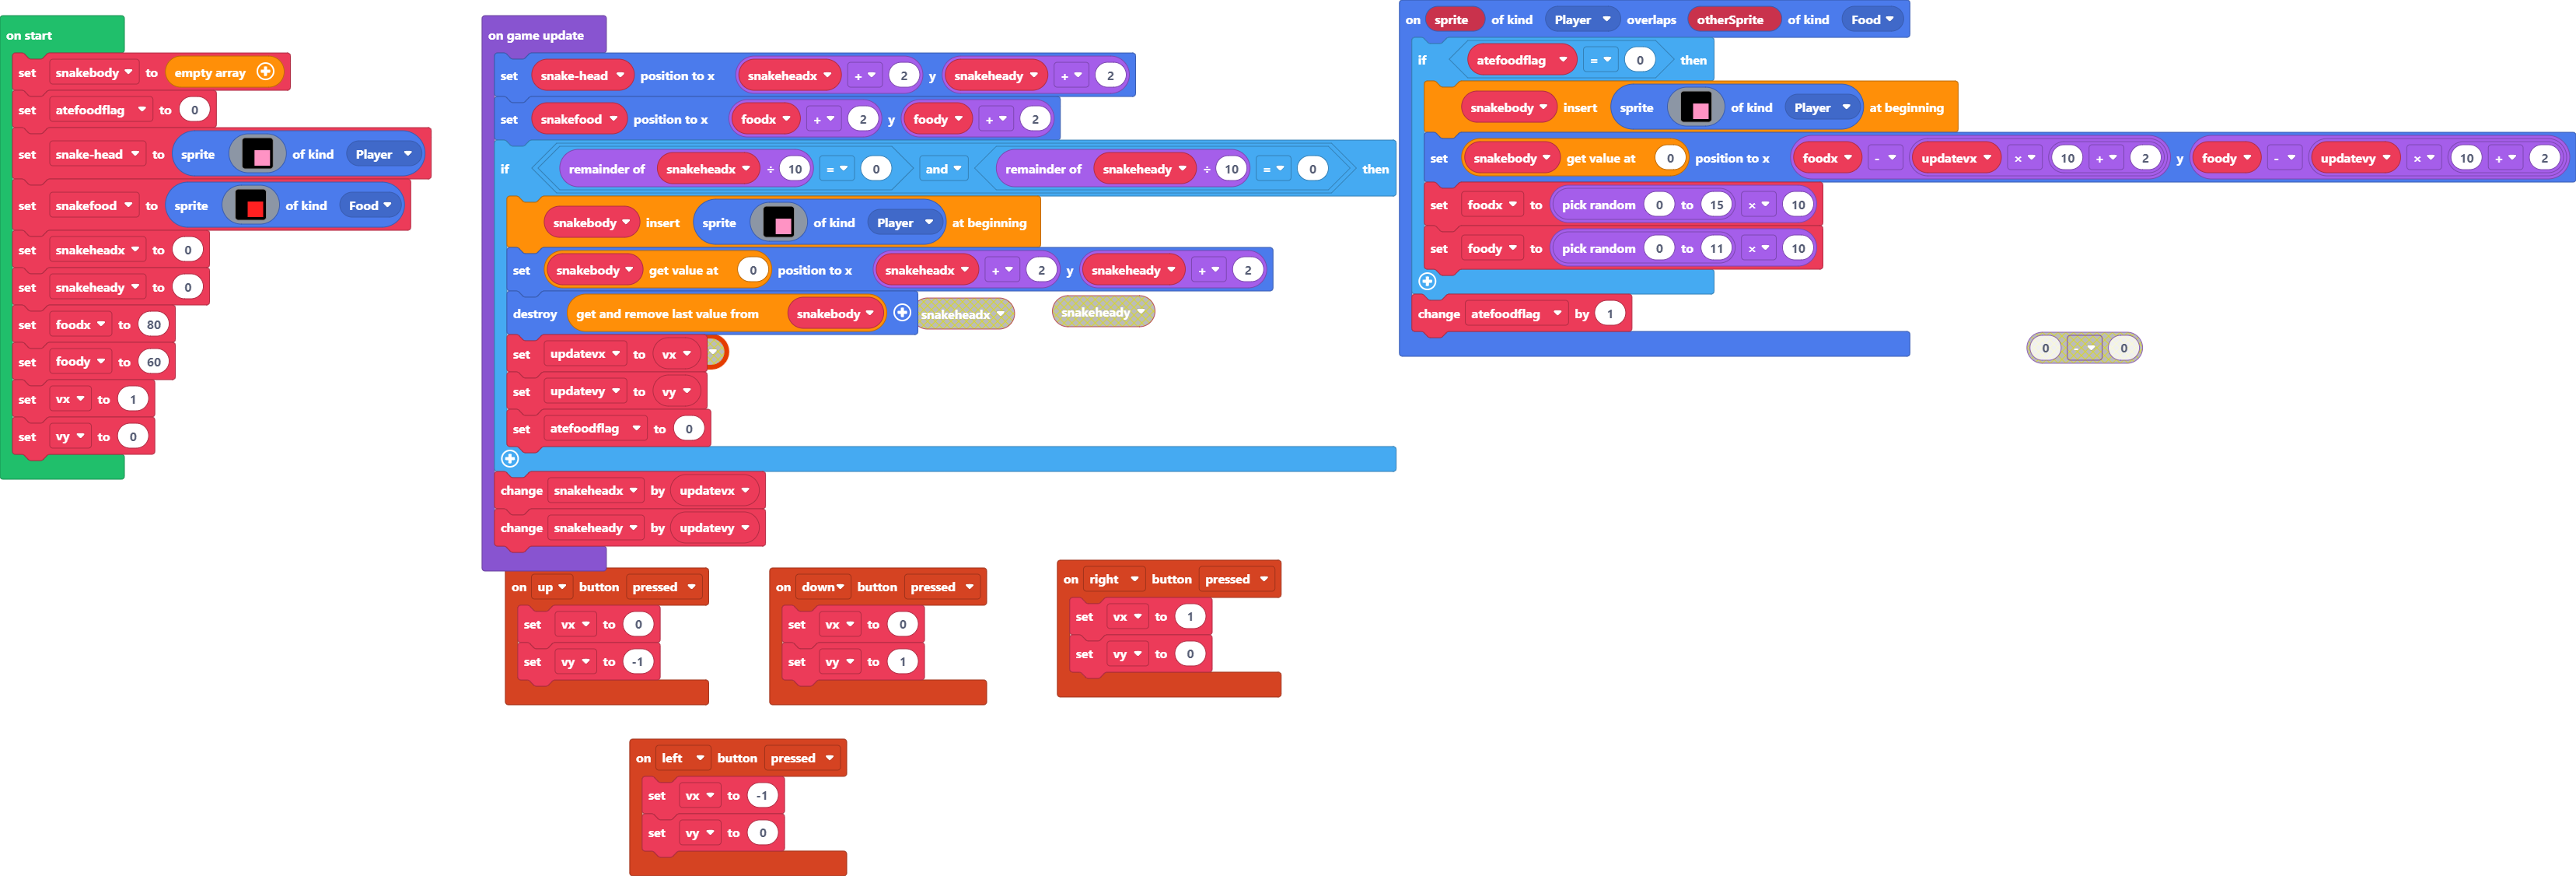 on start
set snakebody to empty array
set atefoodflag to 0
set snake-head to sprite of kind Player
set snakefood to sprite of kind Food
set snakeheadx to 0
set snakeheady to 0
set foodx to 80
set foody to 60
set vx to 1
set vy to 0
on game update
set snake-head position to x snakeheadx + 2 y snakeheady + 2
set snakefood position to x foodx + 2 y foody + 2
if remainder of snakeheadx ÷ 10 = 0 and remainder of snakeheady ÷ 10 = 0 then
snakebody insert sprite of kind Player at beginning
set snakebody get value at 0 position to x snakeheadx + 2 y snakeheady + 2
destroy get and remove last value from snakebody
snakeheadx
snakeheady
set updatevx to vx
set updatevy to vy
set atefoodflag to 0
change snakeheadx by updatevx
change snakeheady by updatevy
on up button pressed
set vx to 0
set vy to -1
on down button pressed
set vx to 0
set vy to 1
on right button pressed
set vx to 1
set vy to 0
on left button pressed
set vx to -1
set vy to 0
on sprite of kind Player overlaps otherSprite of kind Food
if atefoodflag = 0 then
snakebody insert sprite of kind Player at beginning
set snakebody get value at 0 position to x foodx - updatevx × 10 + 2 y foody - updatevy × 10 + 2
set foodx to pick random 0 to 15 × 10
set foody to pick random 0 to 11 × 10
change atefoodflag by 1
0 - 0